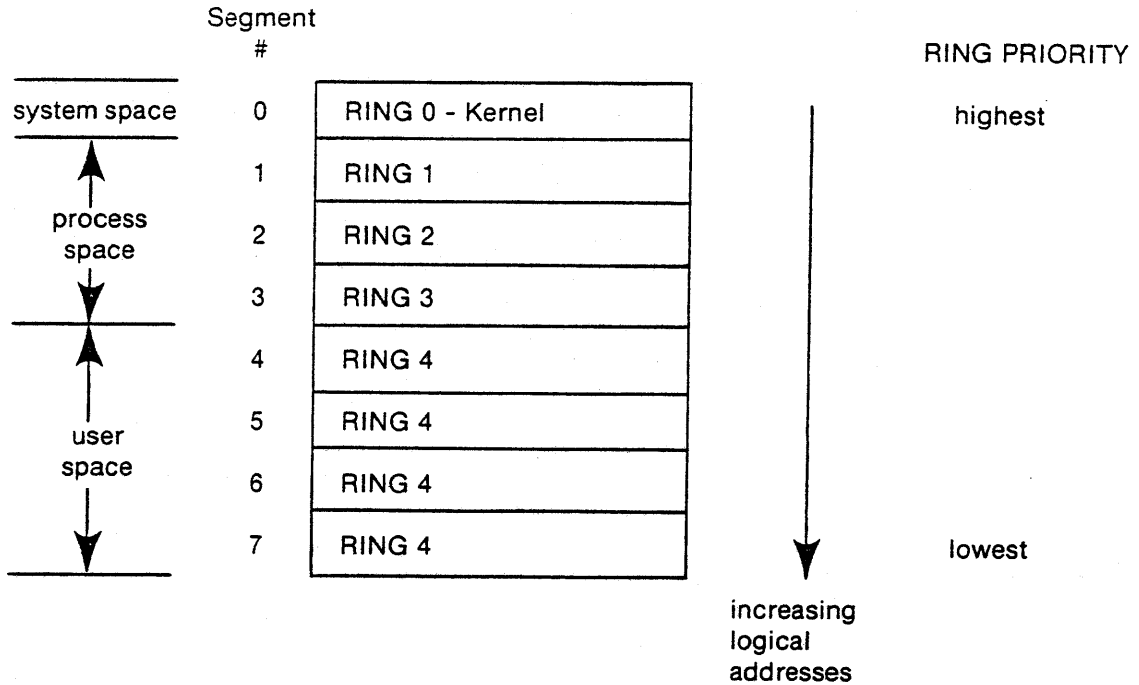 Segment
#
RING PRIORITY
system space 0 RING 0 - Kernel highest
1 RING 1
process
space
2 RING 2
3 RING 3
4 RING 4
user
space
5 RING 4
6 RING 4
7 RING 4 lowest
increasing
logical
addresses